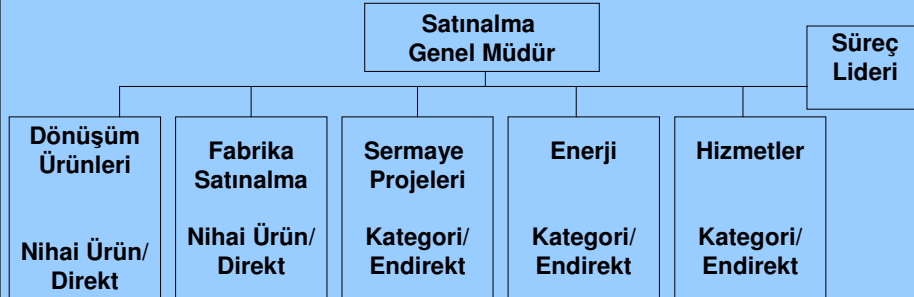 Satınalma
Genel Müdür
Süreç
Lideri
Dönüşüm
Ürünleri
Nihai Ürün/
Direkt
Fabrika
Satınalma
Nihai Ürün/
Direkt
Sermaye
Projeleri
Kategori/
Endirekt
Enerji
Kategori/
Endirekt
Hizmetler
Kategori/
Endirekt